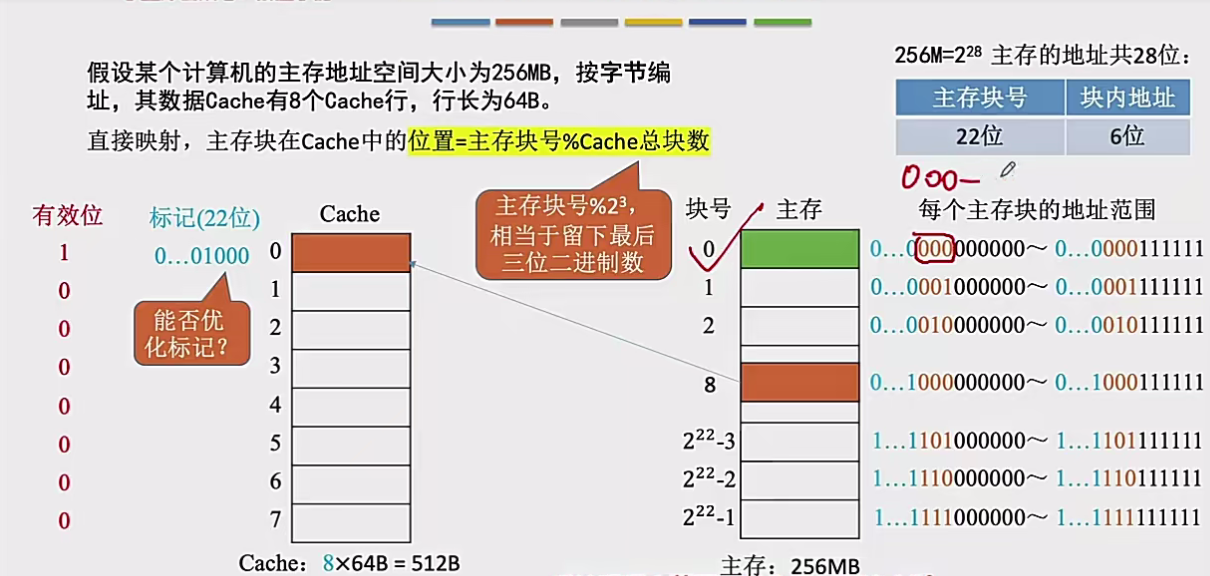 假设某个计算机的主存地址空间大小为256MB，按字节编
址，其数据Cache有8个Cache行，行长为64B。
直接映射，主存块在Cache中的位置=主存块号%Cache总块数
256M=2²⁸ 主存的地址共28位：
主存块号 块内地址
22位 6位
000
主存块号%2³，
相当于留下最后
三位二进制数
有效位 标记(22位) Cache 块号 主存 每个主存块的地址范围
1 0…01000 0 0 0…0000000000～ 0…0000111111
0 1 1 0…0001000000～ 0…0001111111
0 2 2 0…0010000000～ 0…0010111111
能否优
化标记？
0 3 8 0…1000000000～ 0…1000111111
0 4
0 5 2²²-3 1…1101000000～ 1…1101111111
0 6 2²²-2 1…1110000000～ 1…1110111111
0 7 2²²-1 1…1111000000～ 1…1111111111
Cache：8×64B = 512B 主存：256MB